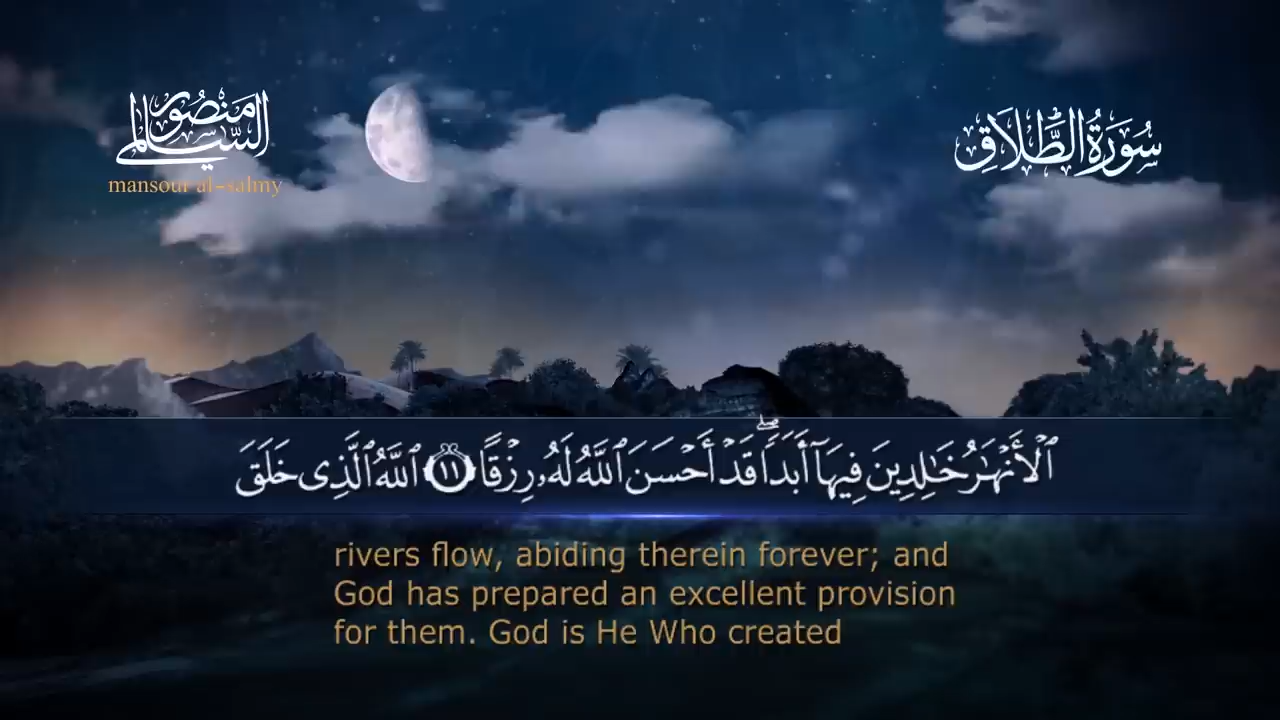 منصور
السالمي
mansour al-salmy
سُورَةُ الطَّلَاقِ
ٱلْأَنْهَٰرُ خَٰلِدِينَ فِيهَآ أَبَدًۭا ۖ قَدْ أَحْسَنَ ٱللَّهُ لَهُۥ رِزْقًا ١١ ٱللَّهُ ٱلَّذِى خَلَقَ
rivers flow, abiding therein forever; and
God has prepared an excellent provision
for them. God is He Who created